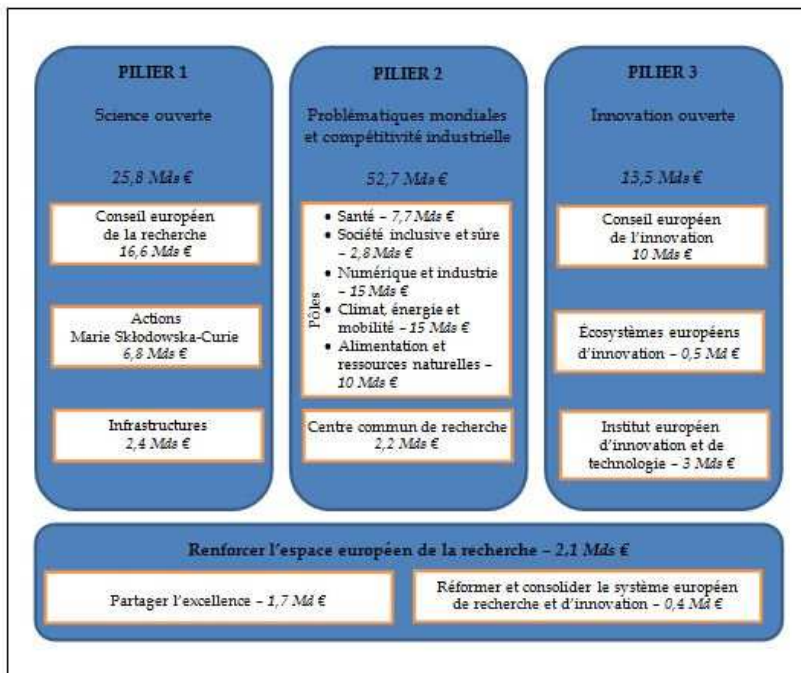 PILIER 1
Science ouverte
25,8 Mds €
Conseil européen
de la recherche
16,6 Mds €
Actions
Marie Skłodowska-Curie
6,8 Mds €
Infrastructures
2,4 Mds €
PILIER 2
Problématiques mondiales
et compétitivité industrielle
52,7 Mds €
Pôles
• Santé – 7,7 Mds €
• Société inclusive et sûre
– 2,8 Mds €
• Numérique et industrie
– 15 Mds €
• Climat, énergie et
mobilité – 15 Mds €
• Alimentation et
ressources naturelles –
10 Mds €
Centre commun de recherche
2,2 Mds €
PILIER 3
Innovation ouverte
13,5 Mds €
Conseil européen
de l’innovation
10 Mds €
Écosystèmes européens
d’innovation – 0,5 Md €
Institut européen
d’innovation et de
technologie – 3 Mds €
Renforcer l’espace européen de la recherche – 2,1 Mds €
Partager l’excellence – 1,7 Md €
Réformer et consolider le système européen
de recherche et d’innovation – 0,4 Md €